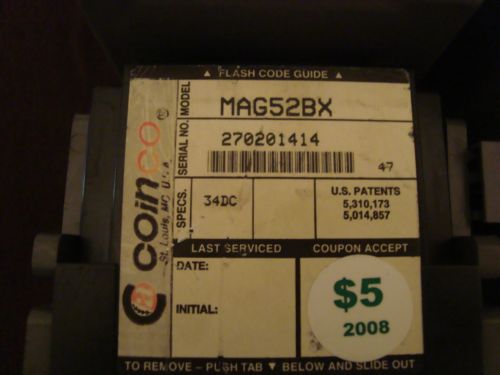 ▲ FLASH CODE GUIDE ▲
coinco®
St. Louis, MO, U.S.A.
MODEL
MAG52BX
SERIAL NO.
270201414
47
SPECS.
34DC
U.S. PATENTS
5,310,173
5,014,857
LAST SERVICED
COUPON ACCEPT
DATE:
INITIAL:
$5
2008
TO REMOVE – PUSH TAB ▼ BELOW AND SLIDE OUT